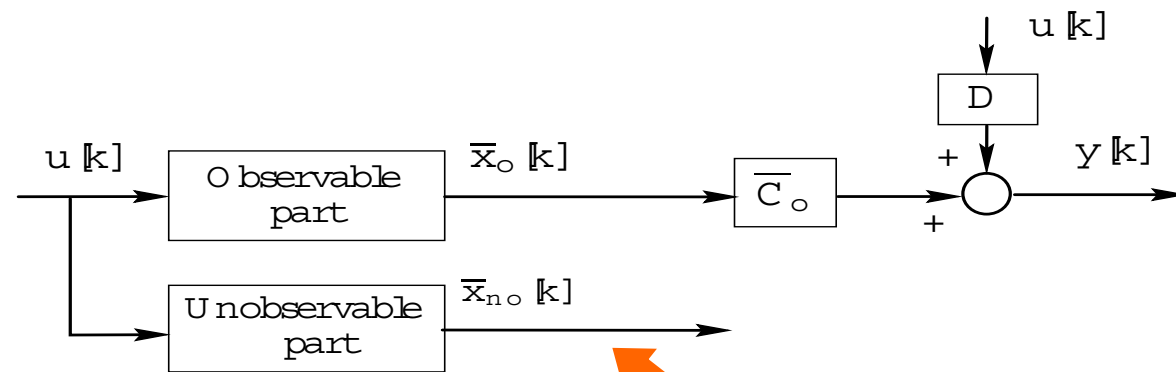 u[k]
D
u[k]
x̅ₒ[k]
+
y[k]
Observable
part
C̅ₒ
+
Unobservable
part
x̅ₙₒ[k]